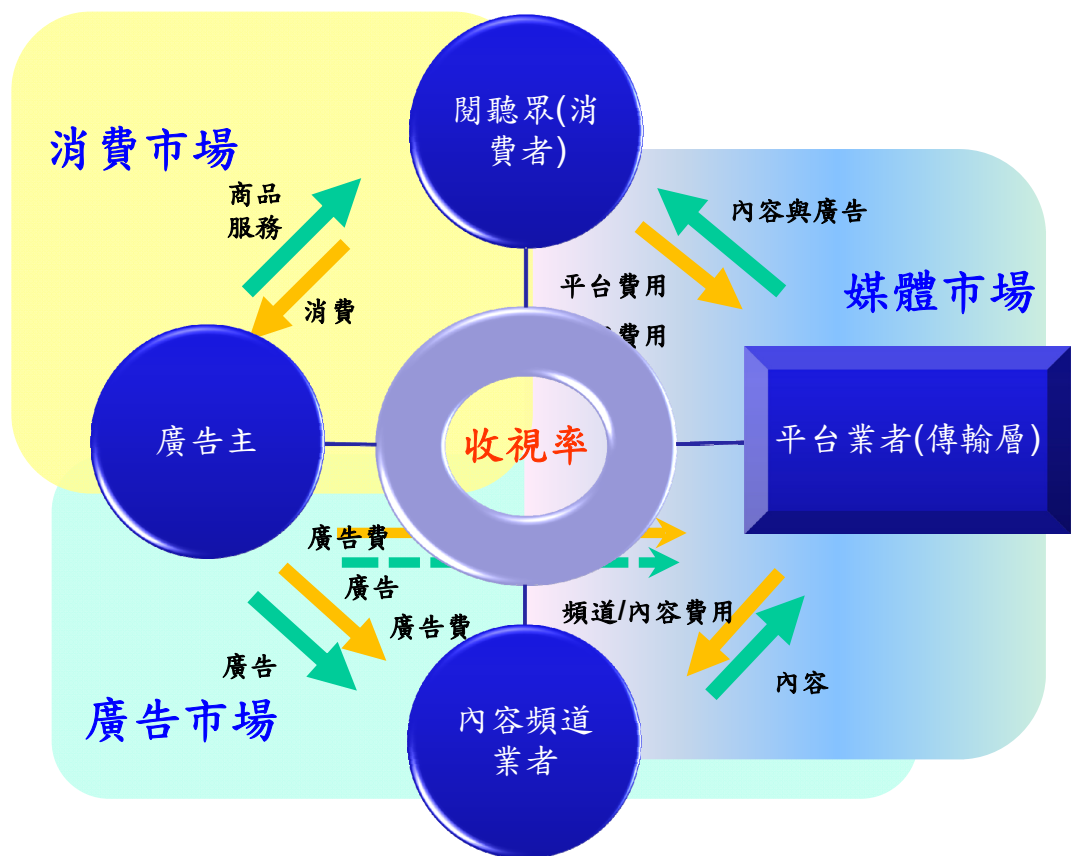 閱聽眾(消
費者)
消費市場
商品
服務
內容與廣告
平台費用
媒體市場
消費
費用
廣告主
收視率
平台業者(傳輸層)
廣告費
廣告
頻道/內容費用
廣告費
廣告
內容
廣告市場
內容頻道
業者